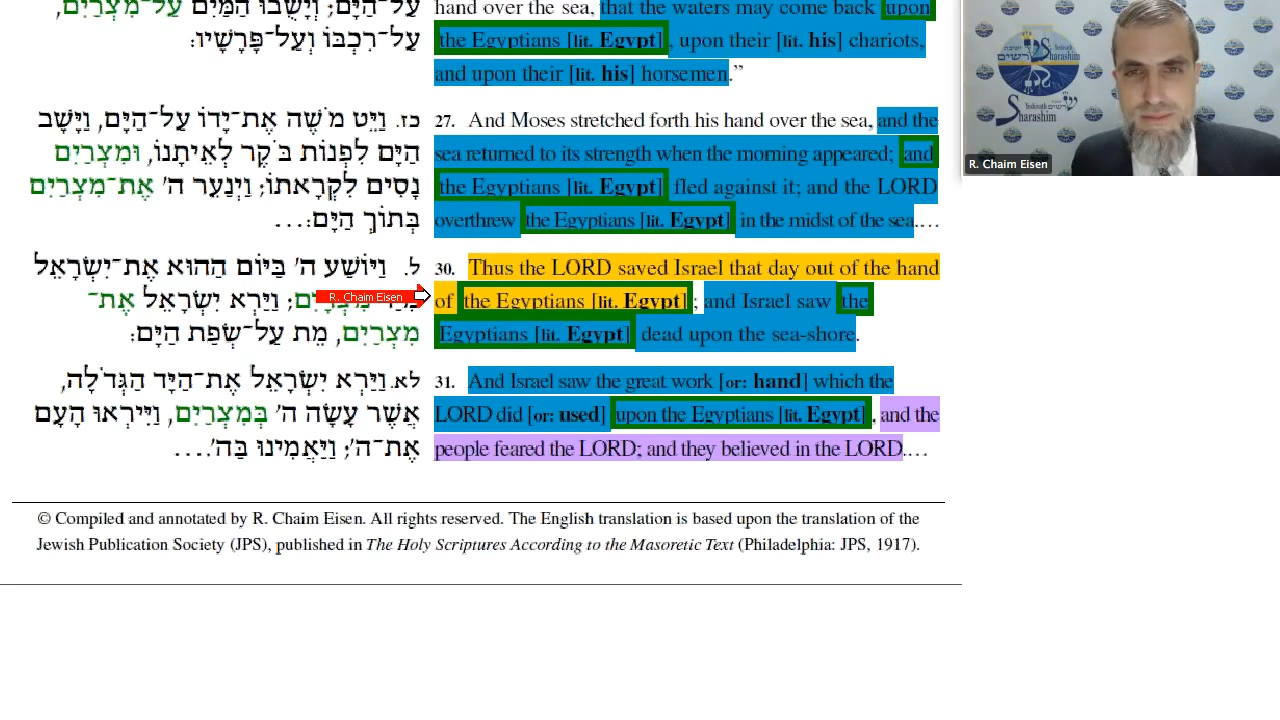 עַל־הַיָּם; וְיָשֻׁבוּ הַמַּיִם עַל־מִצְרַיִם,
עַל־רִכְבּוֹ וְעַל־פָּרָשָׁיו:
hand over the sea, that the waters may come back upon
the Egyptians [lit. Egypt], upon their [lit. his] chariots,
and upon their [lit. his] horsemen.”
כז. וַיֵּט מֹשֶׁה אֶת־יָדוֹ עַל־הַיָּם, וַיָּשָׁב
הַיָּם לִפְנוֹת בֹּקֶר לְאֵיתָנוֹ, וּמִצְרַיִם
נָסִים לִקְרָאתוֹ; וַיְנַעֵר ה' אֶת־מִצְרַיִם
בְּתוֹךְ הַיָּם:...
27. And Moses stretched forth his hand over the sea, and the
sea returned to its strength when the morning appeared; and
the Egyptians [lit. Egypt] fled against it; and the LORD
overthrew the Egyptians [lit. Egypt] in the midst of the sea....
ל. וַיּוֹשַׁע ה' בַּיּוֹם הַהוּא אֶת־יִשְׂרָאֵל
; וַיַּרְא יִשְׂרָאֵל אֶת־
מִצְרַיִם, מֵת עַל־שְׂפַת הַיָּם:
R. Chaim Eisen
30. Thus the LORD saved Israel that day out of the hand
of the Egyptians [lit. Egypt]; and Israel saw the
Egyptians [lit. Egypt] dead upon the sea-shore.
לא. וַיַּרְא יִשְׂרָאֵל אֶת־הַיָּד הַגְּדֹלָה,
אֲשֶׁר עָשָׂה ה' בְּמִצְרַיִם, וַיִּירְאוּ הָעָם
אֶת־ה'; וַיַּאֲמִינוּ בַּה'....
31. And Israel saw the great work [or: hand] which the
LORD did [or: used] upon the Egyptians [lit. Egypt], and the
people feared the LORD; and they believed in the LORD....
© Compiled and annotated by R. Chaim Eisen. All rights reserved. The English translation is based upon the translation of the
Jewish Publication Society (JPS), published in The Holy Scriptures According to the Masoretic Text (Philadelphia: JPS, 1917).
Sharashim
Sharashim
R. Chaim Eisen